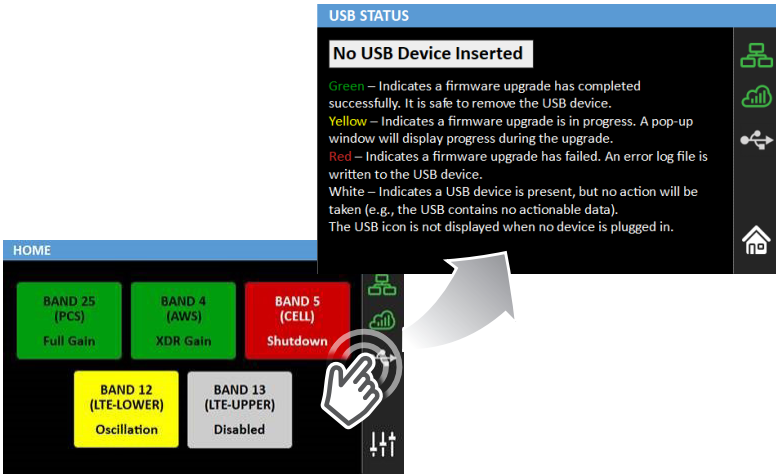 USB STATUS
No USB Device Inserted
Green – Indicates a firmware upgrade has completed
successfully. It is safe to remove the USB device.
Yellow – Indicates a firmware upgrade is in progress. A pop-up
window will display progress during the upgrade.
Red – Indicates a firmware upgrade has failed. An error log file is
written to the USB device.
White – Indicates a USB device is present, but no action will be
taken (e.g., the USB contains no actionable data).
The USB icon is not displayed when no device is plugged in.
HOME
BAND 25
(PCS)
Full Gain
BAND 4
(AWS)
XDR Gain
BAND 5
(CELL)
Shutdown
BAND 12
(LTE-LOWER)
Oscillation
BAND 13
(LTE-UPPER)
Disabled